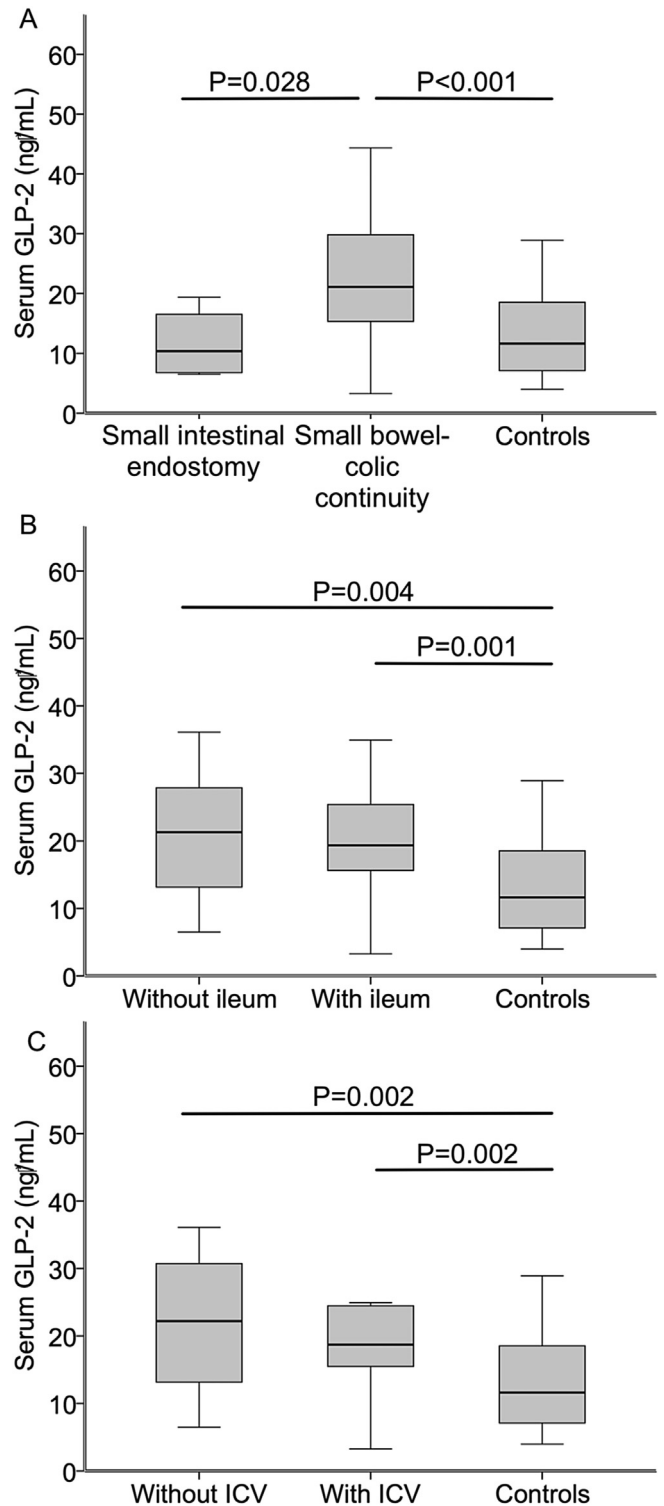 A
Serum GLP-2 (ng/mL)
60
50
40
30
20
10
0
P=0.028
P<0.001
Small intestinal
endostomy
Small bowel-
colic
continuity
Controls
B
Serum GLP-2 (ng/mL)
60
50
40
30
20
10
0
P=0.004
P=0.001
Without ileum
With ileum
Controls
C
Serum GLP-2 (ng/mL)
60
50
40
30
20
10
0
P=0.002
P=0.002
Without ICV
With ICV
Controls